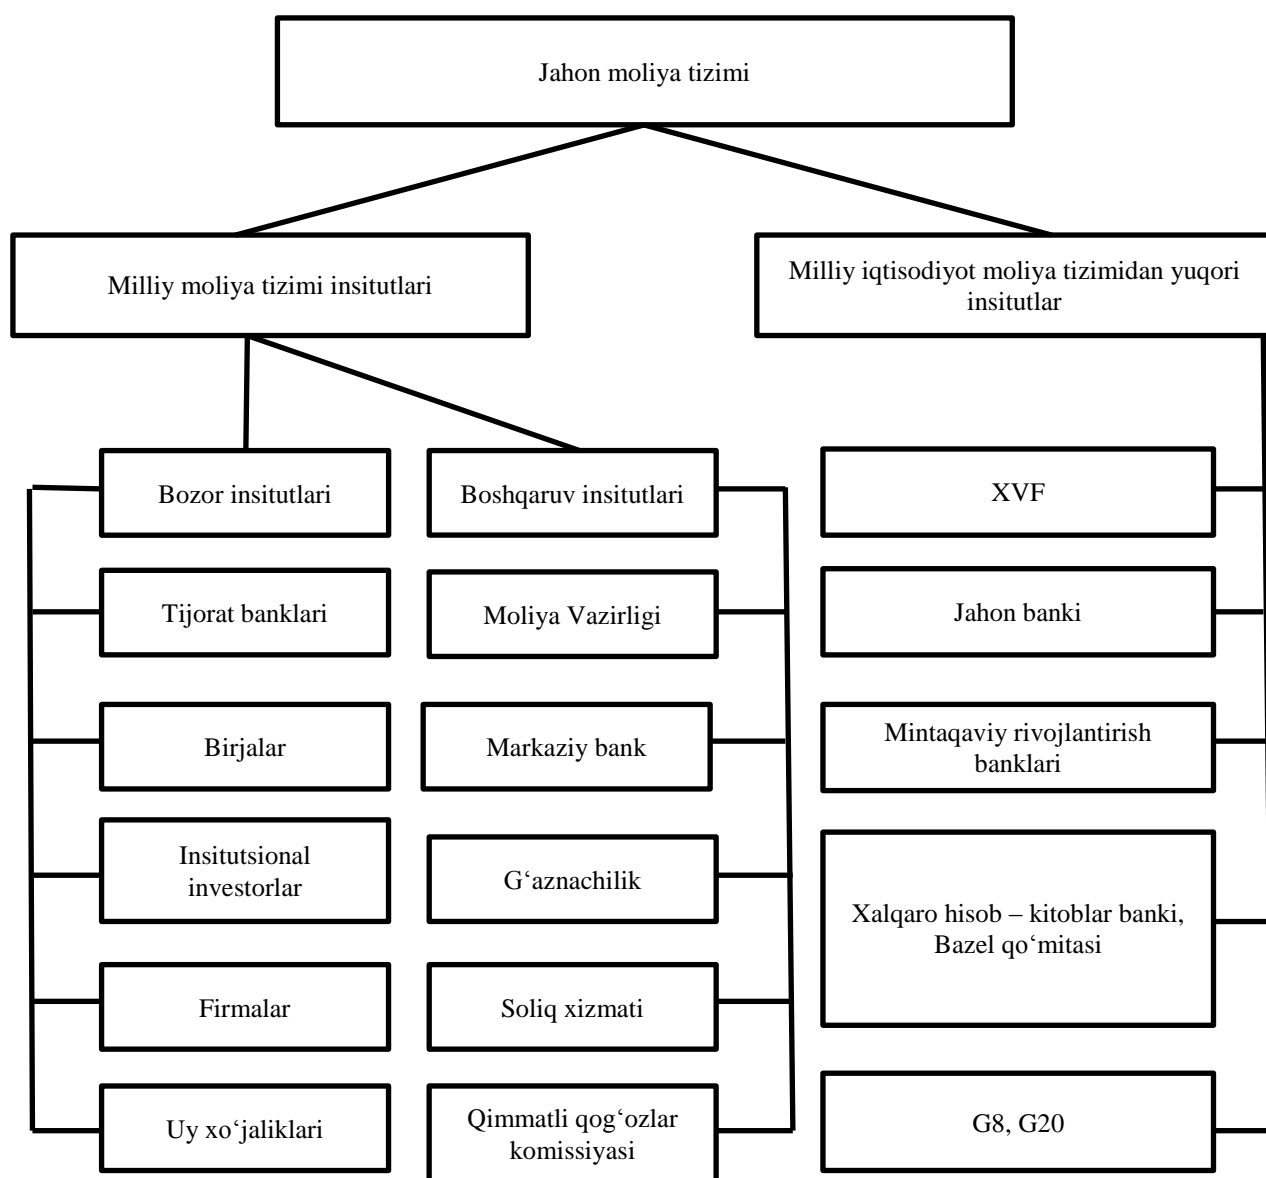 Jahon moliya tizimi
Milliy moliya tizimi insitutlari
Milliy iqtisodiyot moliya tizimidan yuqori
insitutlar
Bozor insitutlari
Boshqaruv insitutlari
XVF
Tijorat banklari
Moliya Vazirligi
Jahon banki
Birjalar
Markaziy bank
Mintaqaviy rivojlantirish
banklari
Insitutsional
investorlar
G‘aznachilik
Xalqaro hisob – kitoblar banki,
Bazel qo‘mitasi
Firmalar
Soliq xizmati
Uy xo‘jaliklari
Qimmatli qog‘ozlar
komissiyasi
G8, G20